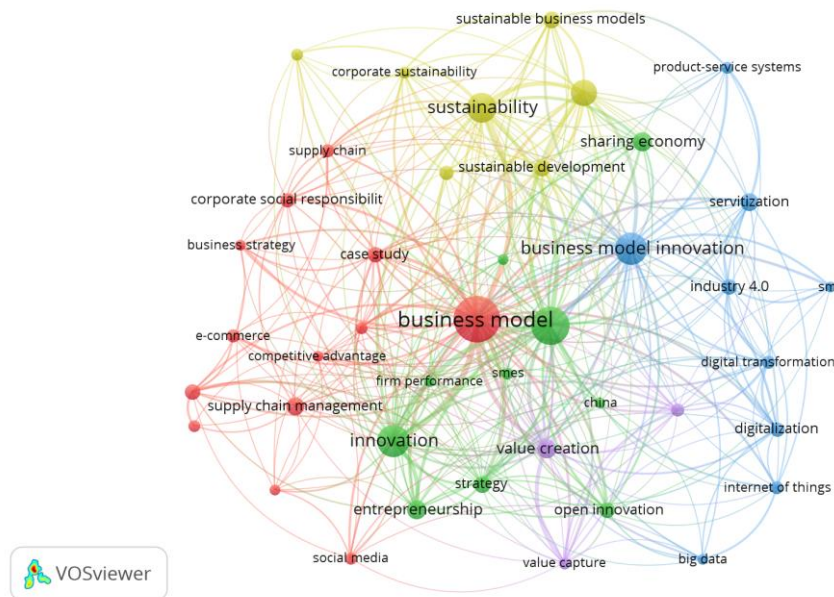 sustainable business models
corporate sustainability
product-service systems
sustainability
sharing economy
supply chain
sustainable development
corporate social responsibilit
servitization
business strategy
case study
business model innovation
industry 4.0
sm
business model
e-commerce
competitive advantage
digital transformation
firm performance
smes
supply chain management
china
innovation
value creation
digitalization
strategy
internet of things
entrepreneurship
open innovation
social media
value capture
big data
VOSviewer